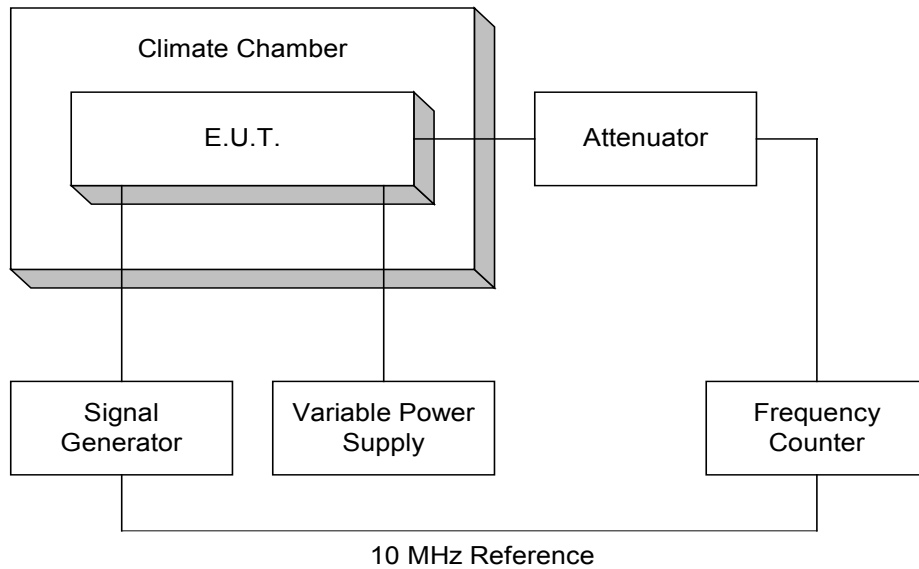 Climate Chamber
E.U.T.
Attenuator
Signal
Generator
Variable Power
Supply
Frequency
Counter
10 MHz Reference